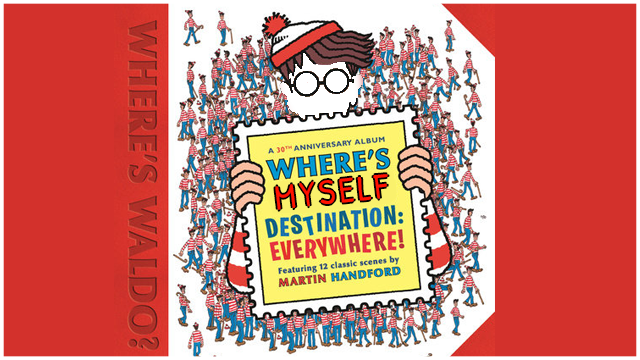 WHERE'S WALDO?
A 30TH ANNIVERSARY ALBUM
WHERE'S
MYSELF
DESTINATION:
EVERYWHERE!
Featuring 12 classic scenes by
MARTIN HANDFORD